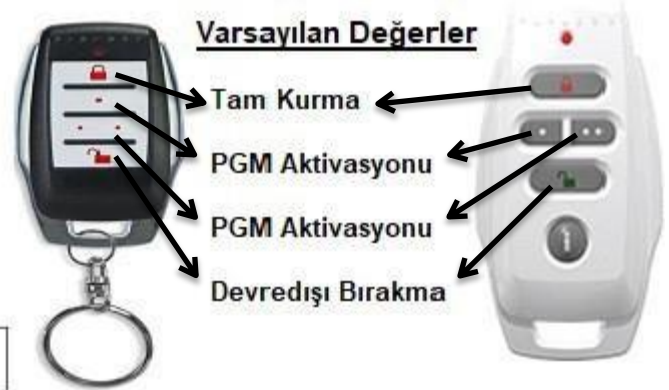 Varsayılan Değerler
Tam Kurma
PGM Aktivasyonu
PGM Aktivasyonu
Devredışı Bırakma
i